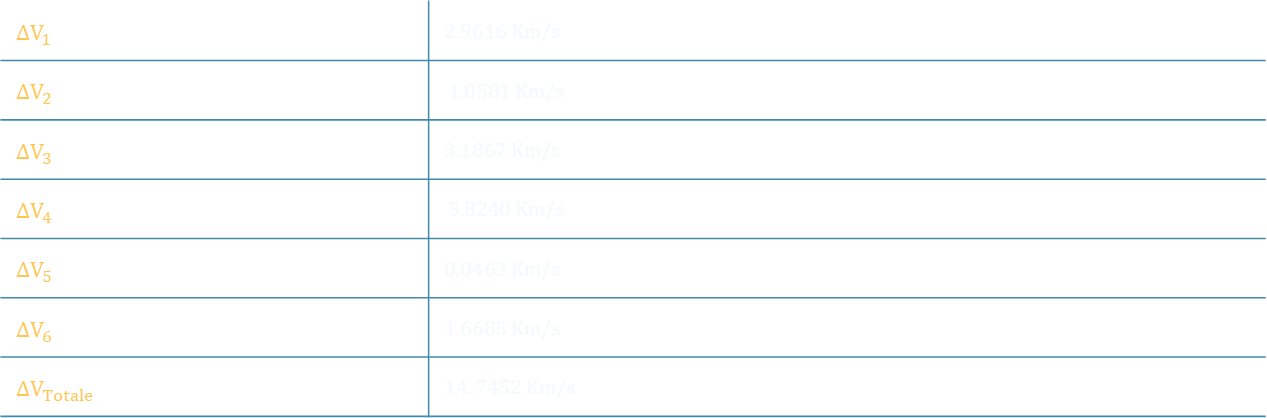 ΔV₁ 2.9616 Km/s
ΔV₂ 1.0581 Km/s
ΔV₃ 3.1867 Km/s
ΔV₄ 5.8240 Km/s
ΔV₅ 0.0463 Km/s
ΔV₆ 1.6685 Km/s
ΔV_Totale 14.7452 Km/s